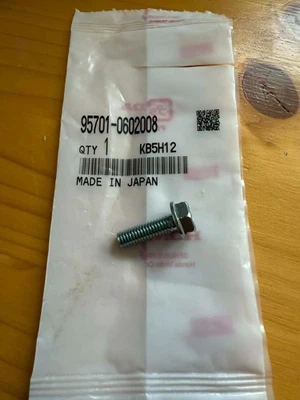 95701-0602008
QTY 1 KB5H12
MADE IN JAPAN